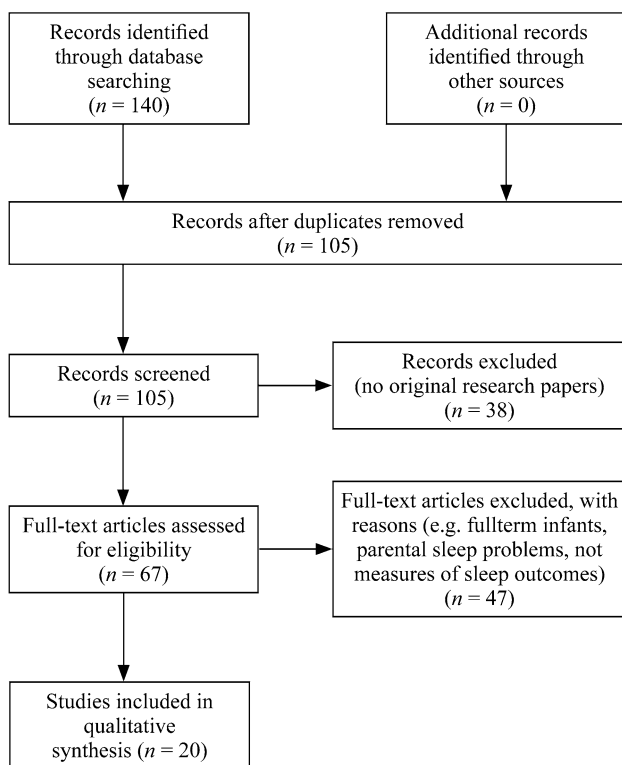 Records identified
through database
searching
(n = 140)
Additional records
identified through
other sources
(n = 0)
Records after duplicates removed
(n = 105)
Records screened
(n = 105)
Records excluded
(no original research papers)
(n = 38)
Full-text articles assessed
for eligibility
(n = 67)
Full-text articles excluded, with
reasons (e.g. fullterm infants,
parental sleep problems, not
measures of sleep outcomes)
(n = 47)
Studies included in
qualitative
synthesis (n = 20)